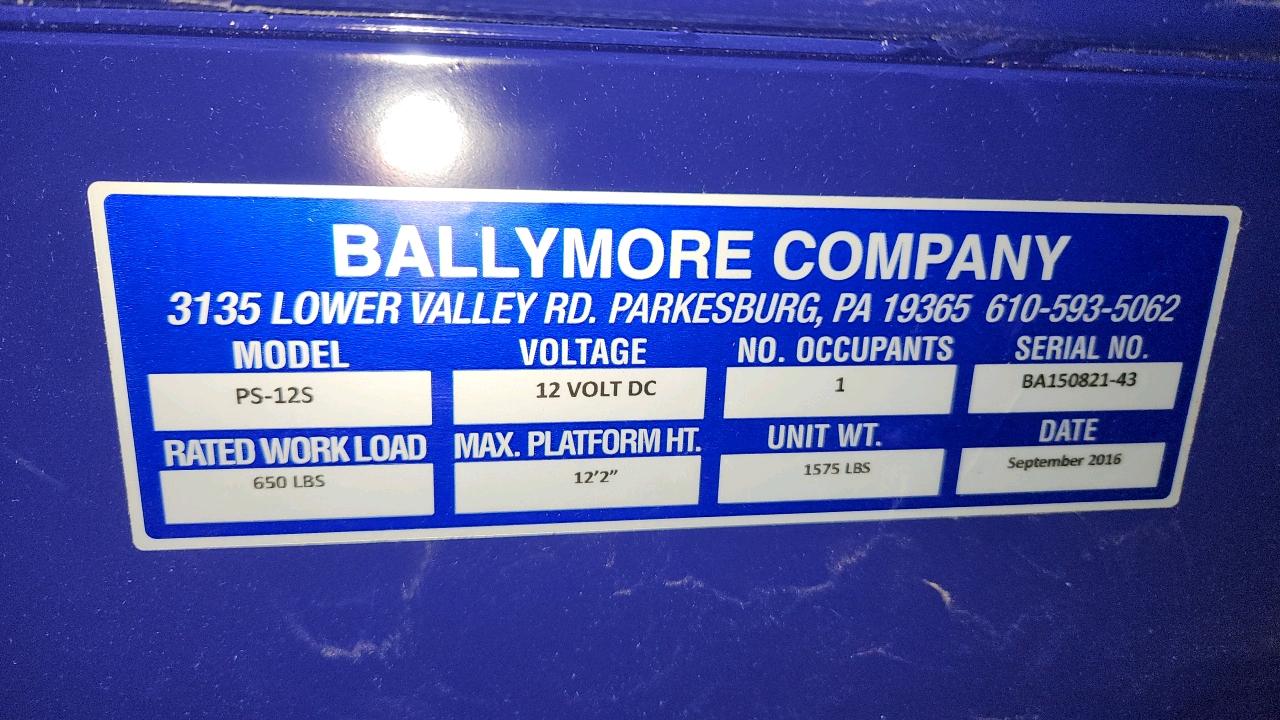 BALLYMORE COMPANY
3135 LOWER VALLEY RD. PARKESBURG, PA 19365 610-593-5062
MODEL VOLTAGE NO. OCCUPANTS SERIAL NO.
PS-12S 12 VOLT DC 1 BA150821-43
RATED WORK LOAD MAX. PLATFORM HT. UNIT WT. DATE
650 LBS 12'2" 1575 LBS September 2016